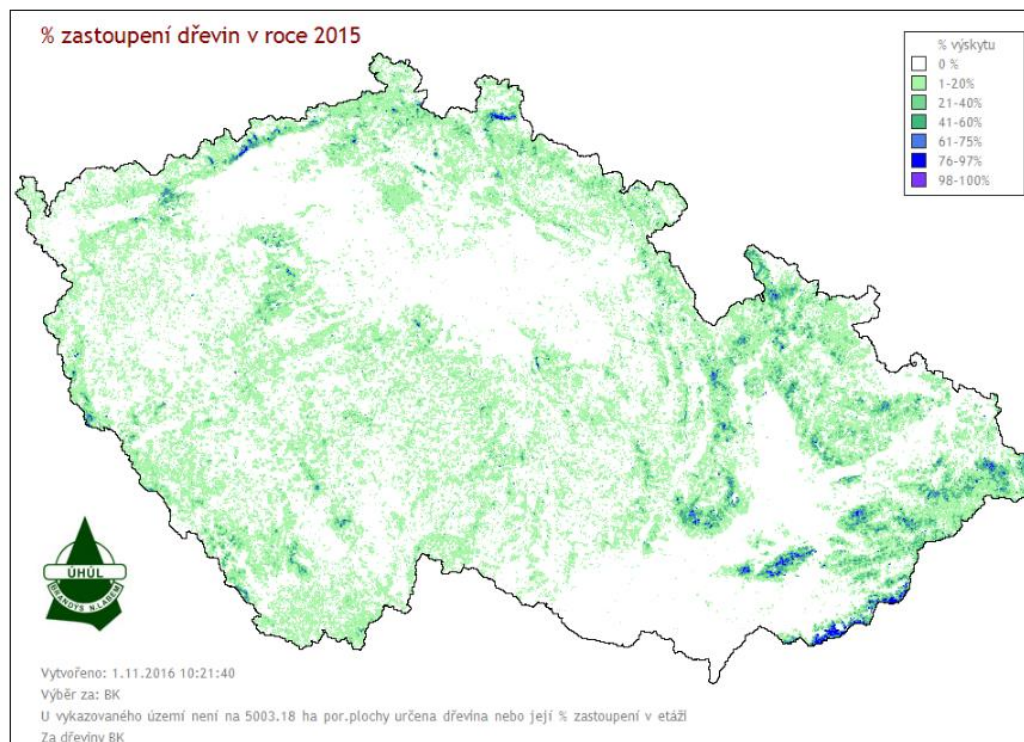 % zastoupení dřevin v roce 2015
% výskytu
0 %
1-20%
21-40%
41-60%
61-75%
76-97%
98-100%
ÚHÚL
BRANDÝS N.LABEM
Vytvořeno: 1.11.2016 10:21:40
Výběr za: BK
U vykazovaného území není na 5003.18 ha por.plochy určena dřevina nebo její % zastoupení v etáži
Za dřeviny BK